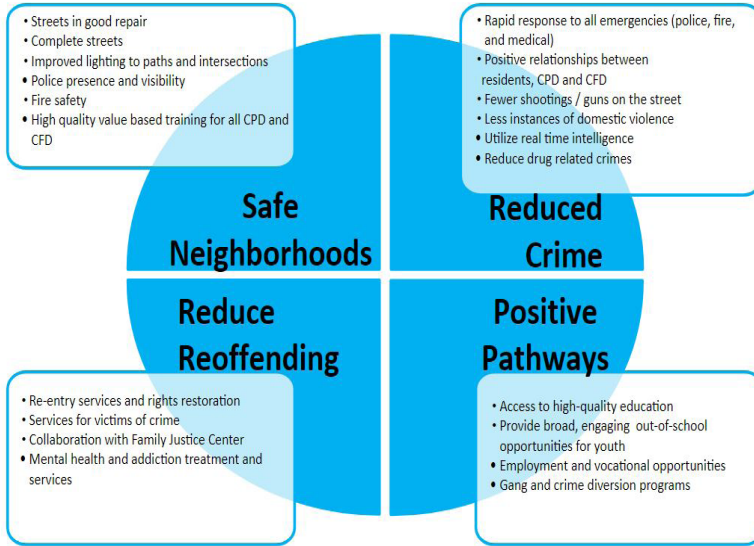 • Streets in good repair
• Complete streets
• Improved lighting to paths and intersections
• Police presence and visibility
• Fire safety
• High quality value based training for all CPD and
CFD
Safe
Neighborhoods
• Rapid response to all emergencies (police, fire,
and medical)
• Positive relationships between
residents, CPD and CFD
• Fewer shootings / guns on the street
• Less instances of domestic violence
• Utilize real time intelligence
• Reduce drug related crimes
Reduced
Crime
Reduce
Reoffending
• Re-entry services and rights restoration
• Services for victims of crime
• Collaboration with Family Justice Center
• Mental health and addiction treatment and
services
Positive
Pathways
• Access to high-quality education
• Provide broad, engaging out-of-school
opportunities for youth
• Employment and vocational opportunities
• Gang and crime diversion programs